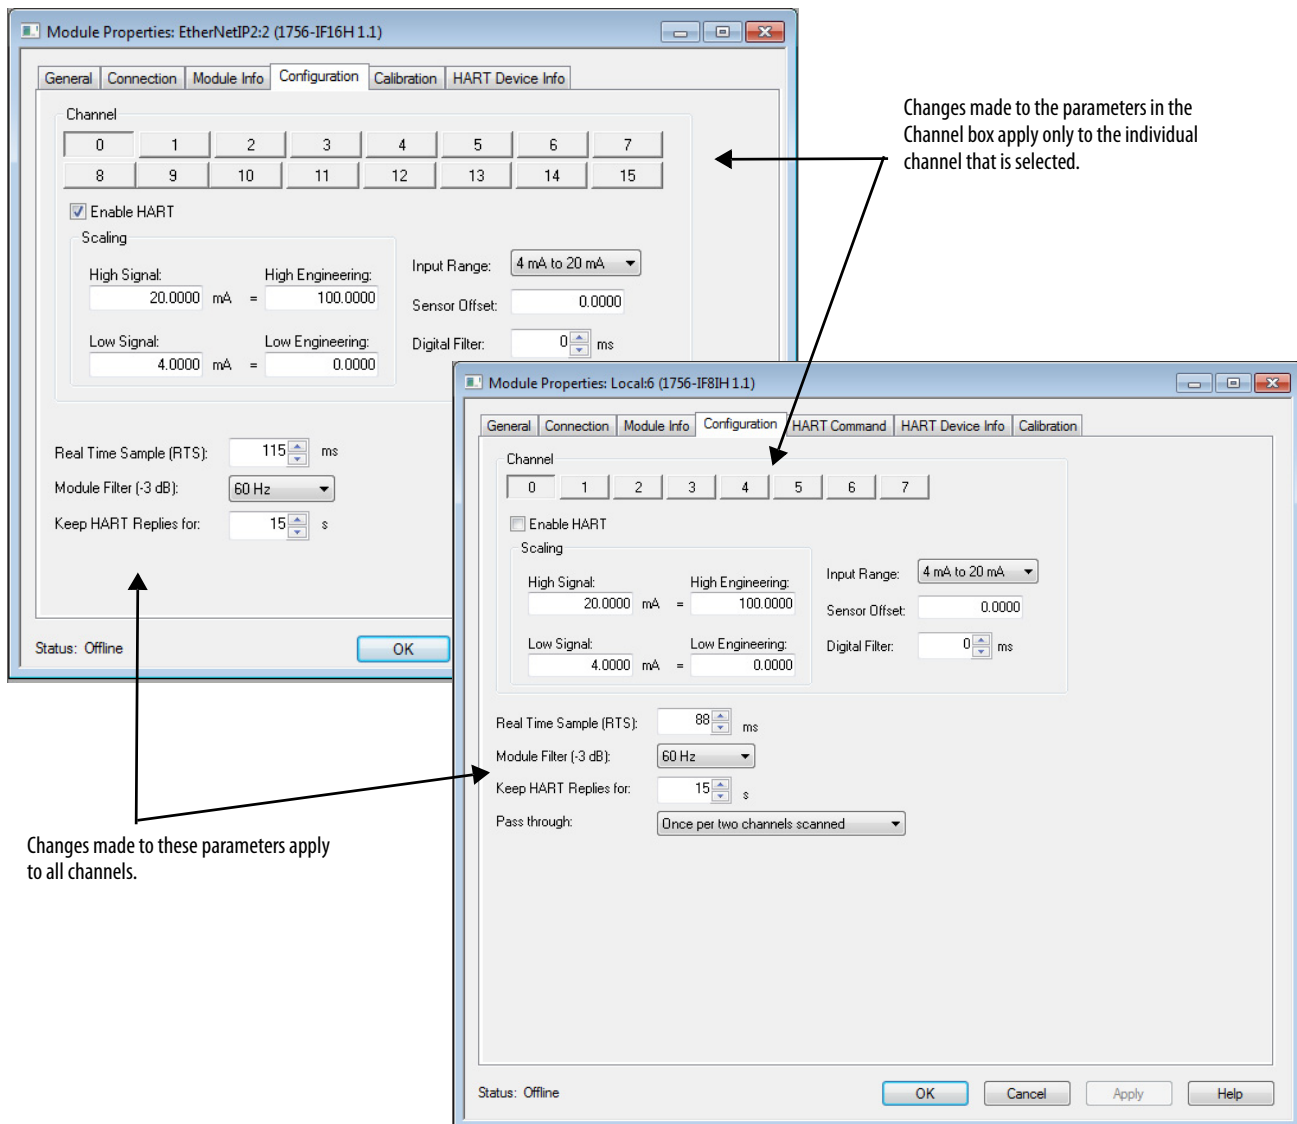 Module Properties: EtherNetIP2:2 (1756-IF16H 1.1)
General Connection Module Info Configuration Calibration HART Device Info
Channel
0 1 2 3 4 5 6 7
8 9 10 11 12 13 14 15
Enable HART
Scaling
High Signal: High Engineering:
20.0000 mA = 100.0000
Low Signal: Low Engineering:
4.0000 mA = 0.0000
Input Range: 4 mA to 20 mA
Sensor Offset: 0.0000
Digital Filter: 0 ms
Real Time Sample (RTS): 115 ms
Module Filter (-3 dB): 60 Hz
Keep HART Replies for: 15 s
Status: Offline
OK
Changes made to the parameters in the
Channel box apply only to the individual
channel that is selected.
Module Properties: Local:6 (1756-IF8IH 1.1)
General Connection Module Info Configuration HART Command HART Device Info Calibration
Channel
0 1 2 3 4 5 6 7
Enable HART
Scaling
High Signal: High Engineering:
20.0000 mA = 100.0000
Low Signal: Low Engineering:
4.0000 mA = 0.0000
Input Range: 4 mA to 20 mA
Sensor Offset: 0.0000
Digital Filter: 0 ms
Real Time Sample (RTS): 88 ms
Module Filter (-3 dB): 60 Hz
Keep HART Replies for: 15 s
Pass through: Once per two channels scanned
Status: Offline
OK Cancel Apply Help
Changes made to these parameters apply
to all channels.